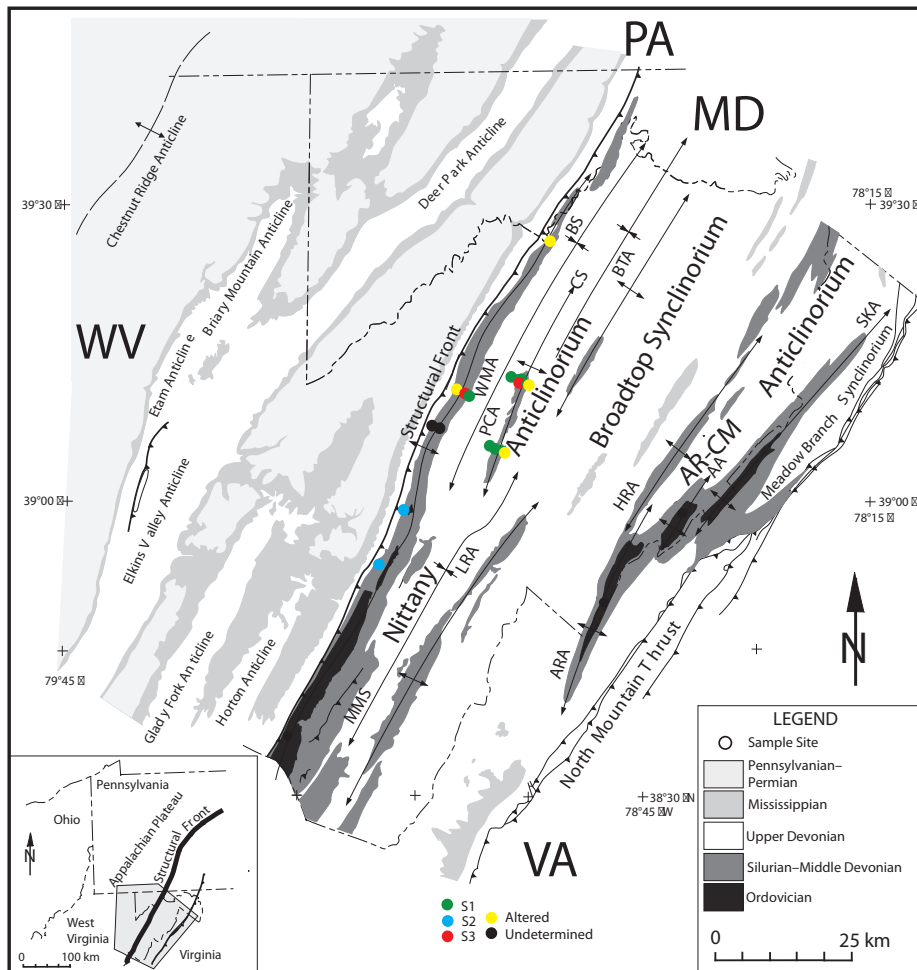 PA
MD
Chestnut Ridge Anticline
Deer Park Anticline
39°30
78°15
39°30
BS
BTA
CS
Briary Mountain Anticline
WV
Etam Anticline
Structural Front
WMA
PCA
Anticlinorium
Broadtop Synclinorium
Anticlinorium
SKA
Meadow Branch Synclinorium
AR-CM
AA
HRA
39°00
39°00
78°15
Elkins V alley Anticline
LRA
Nittany
79°45
Glad y Fork An ticline
Horton Anticline
MMS
ARA
North Mountain T hrust
N
38°30 N
78°45 W
VA
LEGEND
Sample Site
Pennsylvanian–
Permian
Mississippian
Upper Devonian
Silurian–Middle Devonian
Ordovician
0 25 km
S1
S2
S3
Altered
Undetermined
Pennsylvania
Ohio
N
Appalachian Plateau
Structural Front
West
Virginia
Virginia
0 100 km